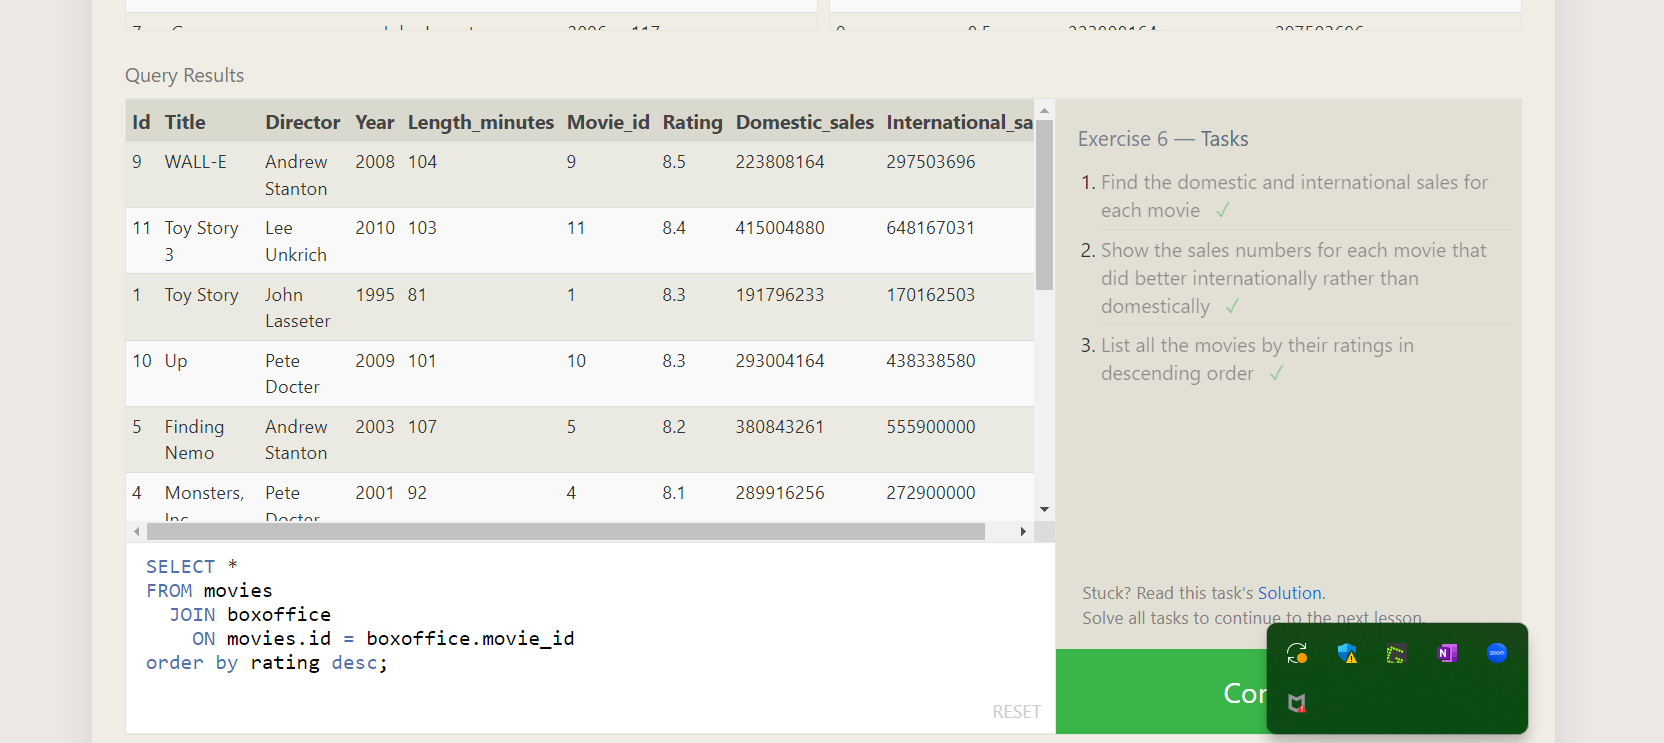 Query Results
Id Title Director Year Length_minutes Movie_id Rating Domestic_sales International_sa
9 WALL-E Andrew Stanton 2008 104 9 8.5 223808164 297503696
11 Toy Story 3 Lee Unkrich 2010 103 11 8.4 415004880 648167031
1 Toy Story John Lasseter 1995 81 1 8.3 191796233 170162503
10 Up Pete Docter 2009 101 10 8.3 293004164 438338580
5 Finding Nemo Andrew Stanton 2003 107 5 8.2 380843261 555900000
4 Monsters, Inc. Pete Docter 2001 92 4 8.1 289916256 272900000
SELECT *
FROM movies
JOIN boxoffice
ON movies.id = boxoffice.movie_id
order by rating desc;
RESET
Exercise 6 — Tasks
1. Find the domestic and international sales for
each movie ✓
2. Show the sales numbers for each movie that
did better internationally rather than
domestically ✓
3. List all the movies by their ratings in
descending order ✓
Stuck? Read this task's Solution.
Solve all tasks to continue to the next lesson.
Cor
N
zoom